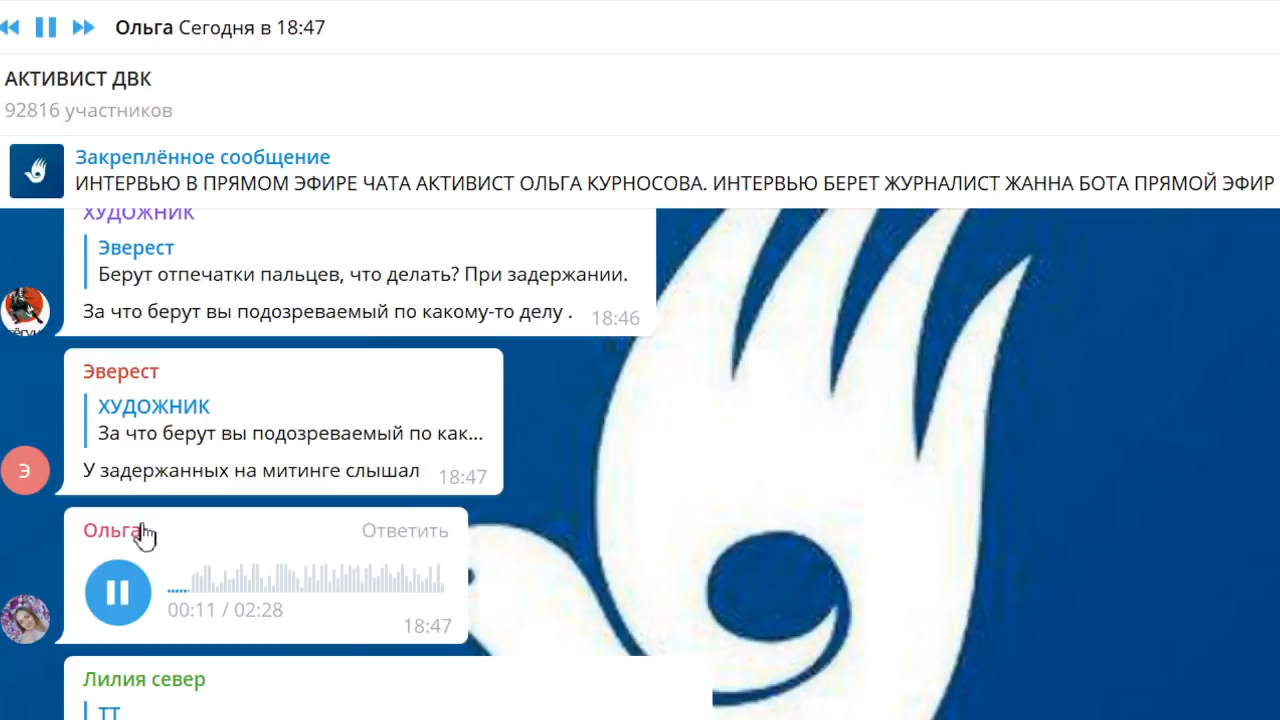 Ольга Сегодня в 18:47
АКТИВИСТ ДВК
92816 участников
Закреплённое сообщение
ИНТЕРВЬЮ В ПРЯМОМ ЭФИРЕ ЧАТА АКТИВИСТ ОЛЬГА КУРНОСОВА. ИНТЕРВЬЮ БЕРЕТ ЖУРНАЛИСТ ЖАННА БОТА ПРЯМОЙ ЭФИР
ХУДОЖНИК
Эверест
Берут отпечатки пальцев, что делать? При задержании.
За что берут вы подозреваемый по какому-то делу .
18:46
Эверест
ХУДОЖНИК
За что берут вы подозреваемый по как...
У задержанных на митинге слышал
18:47
Э
Ольга
Ответить
00:11 / 02:28
18:47
Лилия север
ТТ